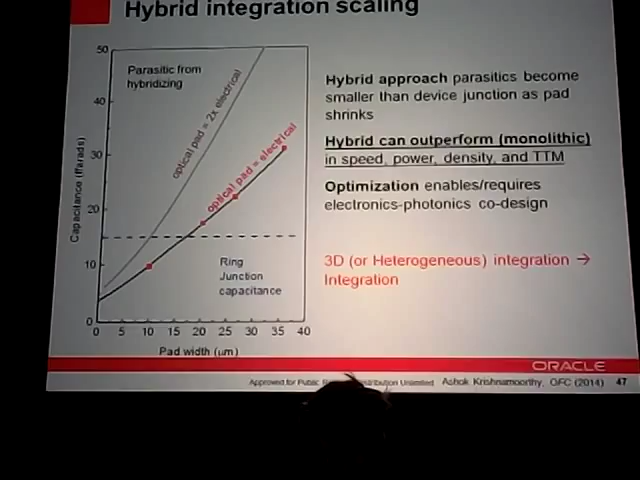 Hybrid integration scaling
50
40
30
20
10
0
Capacitance (fFarads)
Parasitic from
hybridizing
optical pad = 2x electrical
optical pad = electrical
Ring
Junction
capacitance
0 5 10 15 20 25 30 35 40
Pad width (μm)
Hybrid approach parasitics become
smaller than device junction as pad
shrinks
Hybrid can outperform (monolithic)
in speed, power, density, and TTM
Optimization enables/requires
electronics-photonics co-design
3D (or Heterogeneous) integration →
Integration
ORACLE
Approved for Public Distribution Unlimited Ashok Krishnamoorthy, OFC (2014) 47